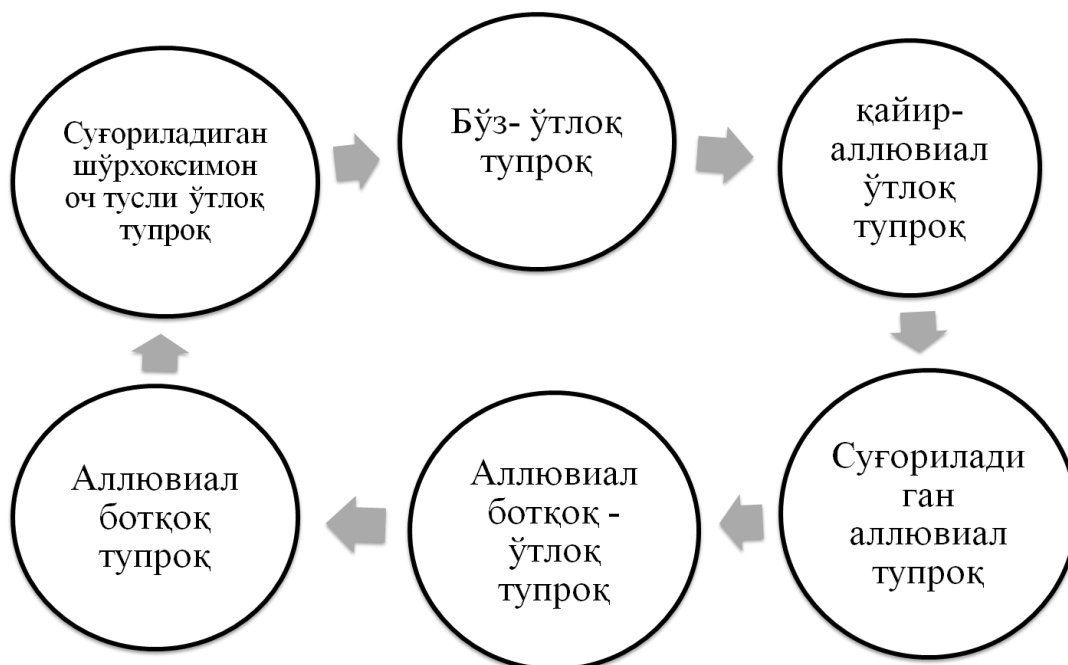 Суғориладиган
шўрхоксимон
оч тусли ўтлоқ
тупроқ
Бўз- ўтлоқ
тупроқ
қайир-
аллювиал
ўтлоқ
тупроқ
Суғорилади
ган
аллювиал
тупроқ
Аллювиал
ботқоқ -
ўтлоқ
тупроқ
Аллювиал
ботқоқ
тупроқ